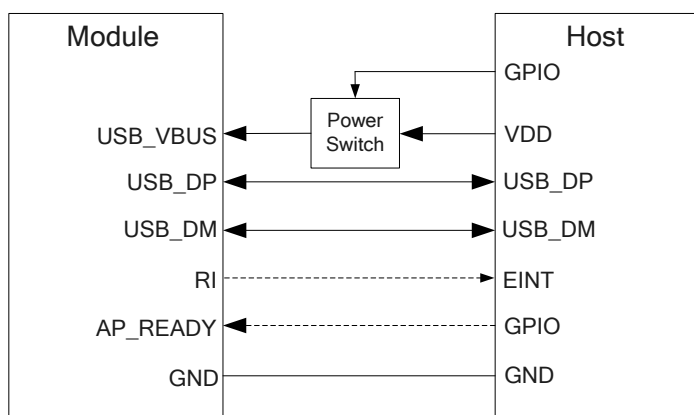 Module
Host
GPIO
Power
Switch
USB_VBUS
VDD
USB_DP
USB_DP
USB_DM
USB_DM
RI
EINT
AP_READY
GPIO
GND
GND